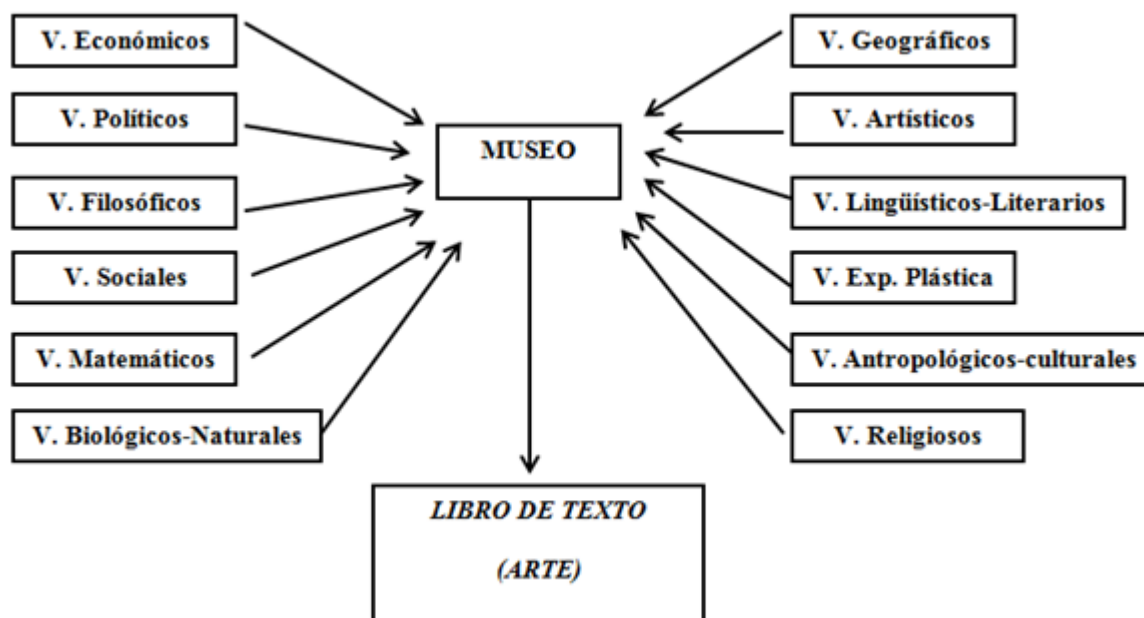 V. Económicos
V. Políticos
V. Filosóficos
V. Sociales
V. Matemáticos
V. Biológicos-Naturales
MUSEO
V. Geográficos
V. Artísticos
V. Lingüísticos-Literarios
V. Exp. Plástica
V. Antropológicos-culturales
V. Religiosos
LIBRO DE TEXTO
(ARTE)